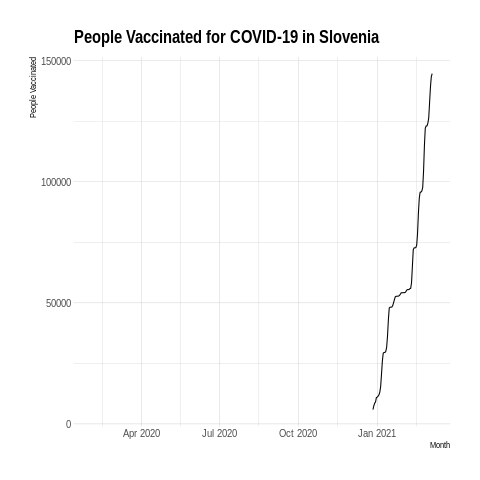 People Vaccinated for COVID-19 in Slovenia
People Vaccinated
150000
100000
50000
0
Apr 2020 Jul 2020 Oct 2020 Jan 2021
Month